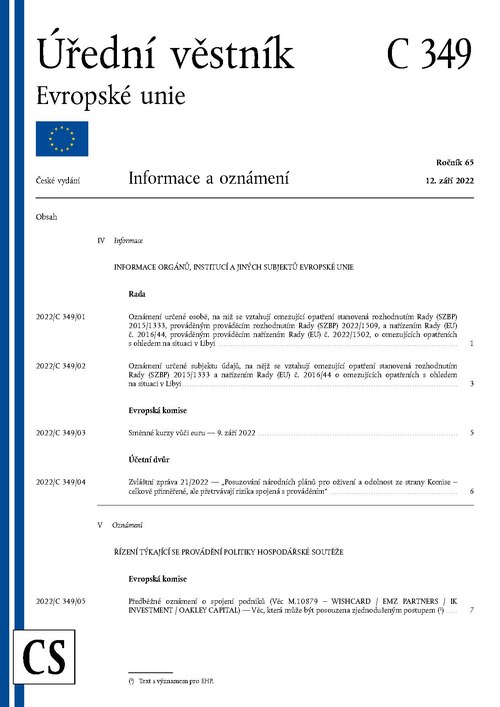 Úřední věstník C 349
Evropské unie
Ročník 65
České vydání Informace a oznámení 12. září 2022
Obsah
IV Informace
INFORMACE ORGÁNŮ, INSTITUCÍ A JINÝCH SUBJEKTŮ EVROPSKÉ UNIE
Rada
2022/C 349/01 Oznámení určené osobě, na niž se vztahují omezující opatření stanovená rozhodnutím Rady (SZBP)
2015/1333, prováděným prováděcím rozhodnutím Rady (SZBP) 2022/1509, a nařízením Rady (EU)
č. 2016/44, prováděným prováděcím nařízením Rady (EU) č. 2022/1502, o omezujících opatřeních
s ohledem na situaci v Libyi 1
2022/C 349/02 Oznámení určené subjektu údajů, na nějž se vztahují omezující opatření stanovená rozhodnutím
Rady (SZBP) 2015/1333 a nařízením Rady (EU) č. 2016/44 o omezujících opatřeních s ohledem
na situaci v Libyi 3
Evropská komise
2022/C 349/03 Směnné kurzy vůči euru — 9. září 2022 5
Účetní dvůr
2022/C 349/04 Zvláštní zpráva 21/2022 — „Posuzování národních plánů pro oživení a odolnost ze strany Komise –
celkově přiměřené, ale přetrvávají rizika spojená s prováděním“ 6
V Oznámení
ŘÍZENÍ TÝKAJÍCÍ SE PROVÁDĚNÍ POLITIKY HOSPODÁŘSKÉ SOUTĚŽE
Evropská komise
2022/C 349/05 Předběžné oznámení o spojení podniků (Věc M.10879 – WISHCARD / EMZ PARTNERS / IK
INVESTMENT / OAKLEY CAPITAL) — Věc, která může být posouzena zjednodušeným postupem (¹) 7
CS
(¹) Text s významem pro EHP.